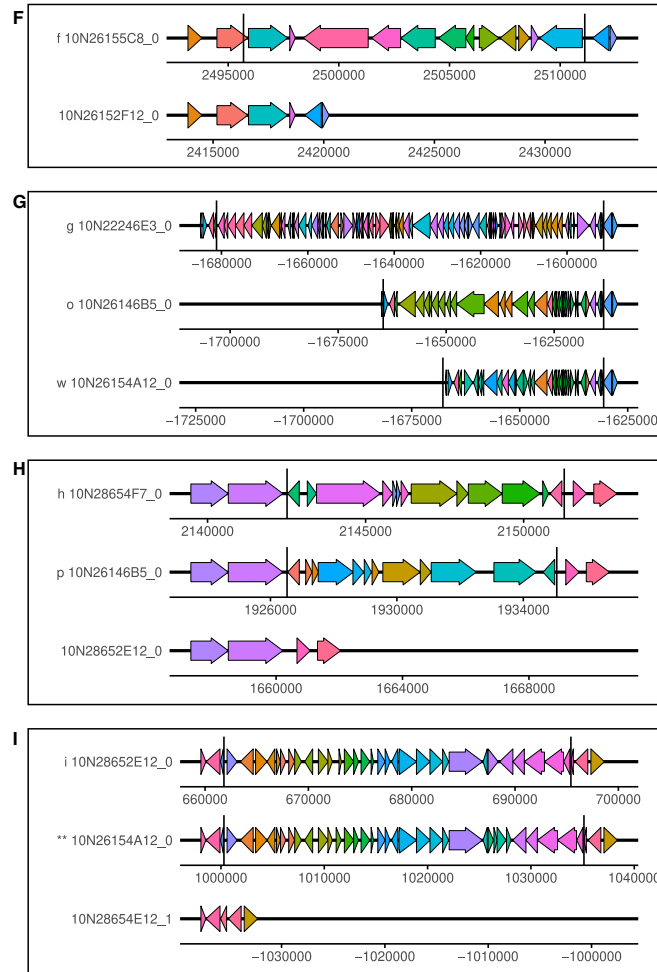 F
f 10N26155C8_0
2495000 2500000 2505000 2510000
10N26152F12_0
2415000 2420000 2425000 2430000
G
g 10N22246E3_0
−1680000 −1660000 −1640000 −1620000 −1600000
o 10N26146B5_0
−1700000 −1675000 −1650000 −1625000
w 10N26154A12_0
−1725000 −1700000 −1675000 −1650000 −1625000
H
h 10N28654F7_0
2140000 2145000 2150000
p 10N26146B5_0
1926000 1930000 1934000
10N28652E12_0
1660000 1664000 1668000
I
i 10N28652E12_0
660000 670000 680000 690000 700000
** 10N26154A12_0
1000000 1010000 1020000 1030000 1040000
10N28654E12_1
−1030000 −1020000 −1010000 −1000000